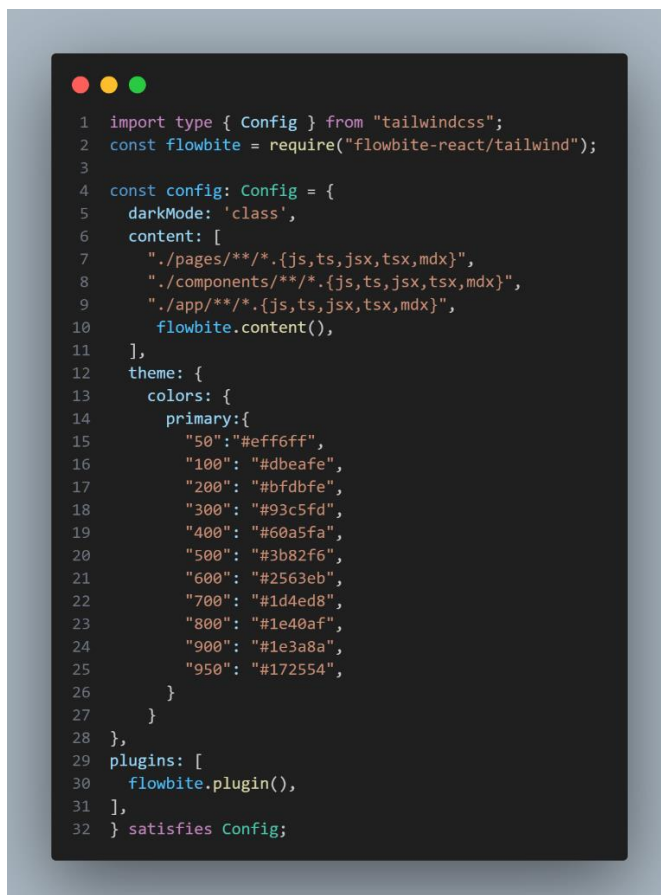 1 import type { Config } from "tailwindcss";
2 const flowbite = require("flowbite-react/tailwind");
3
4 const config: Config = {
5   darkMode: 'class',
6   content: [
7     "./pages/**/*.{js,ts,jsx,tsx,mdx}",
8     "./components/**/*.{js,ts,jsx,tsx,mdx}",
9     "./app/**/*.{js,ts,jsx,tsx,mdx}",
10      flowbite.content(),
11   ],
12   theme: {
13     colors: {
14       primary:{
15         "50":"#eff6ff",
16         "100": "#dbeafe",
17         "200": "#bfdbfe",
18         "300": "#93c5fd",
19         "400": "#60a5fa",
20         "500": "#3b82f6",
21         "600": "#2563eb",
22         "700": "#1d4ed8",
23         "800": "#1e40af",
24         "900": "#1e3a8a",
25         "950": "#172554",
26       }
27     }
28 },
29 plugins: [
30   flowbite.plugin(),
31 ],
32 } satisfies Config;